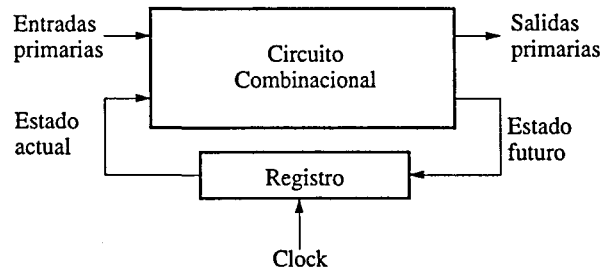 Entradas
primarias
Circuito
Combinacional
Salidas
primarias
Estado
actual
Estado
futuro
Registro
Clock